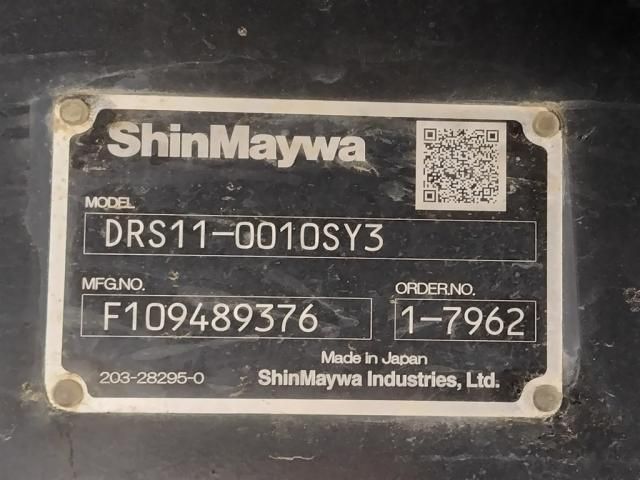 ShinMaywa
MODEL
DRS11-0010SY3
MFG.NO.
F109489376
ORDER.NO.
1-7962
Made in Japan
203-28295-0
ShinMaywa Industries, Ltd.